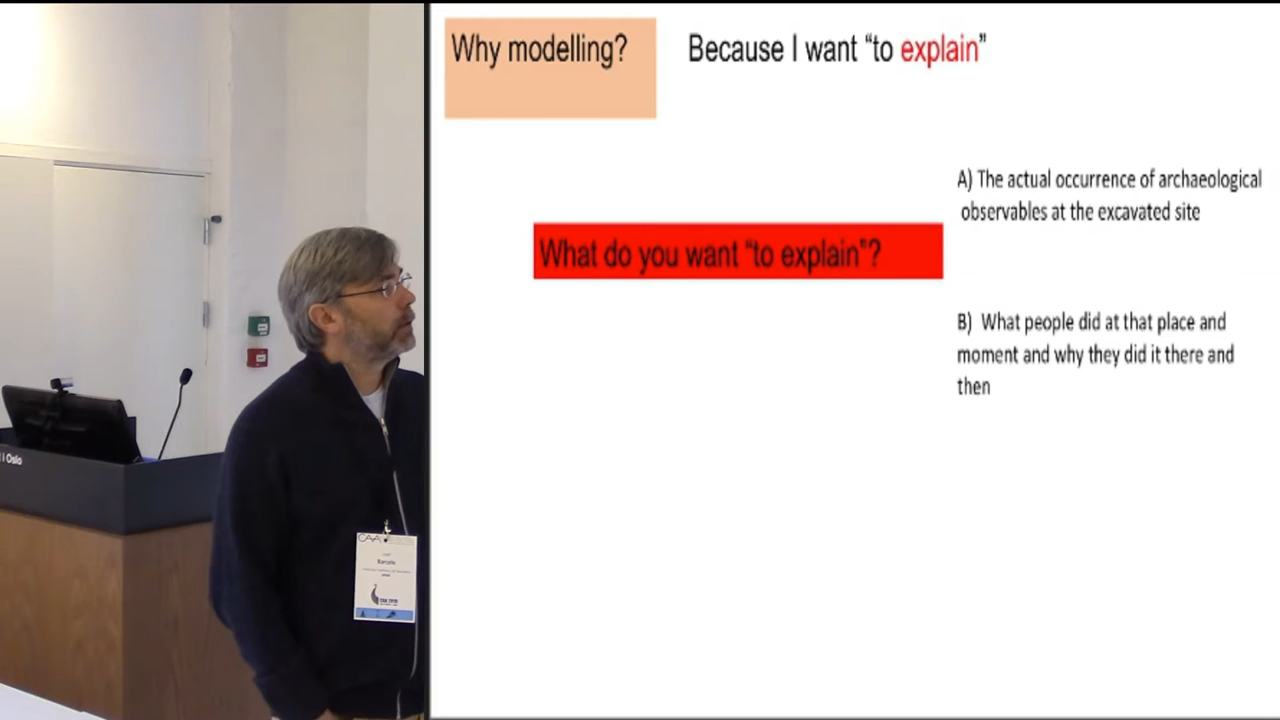 Why modelling?
Because I want “to explain”
A) The actual occurrence of archaeological
observables at the excavated site
What do you want “to explain”?
B) What people did at that place and
moment and why they did it there and
then
i Oslo
CAA
Barcelo